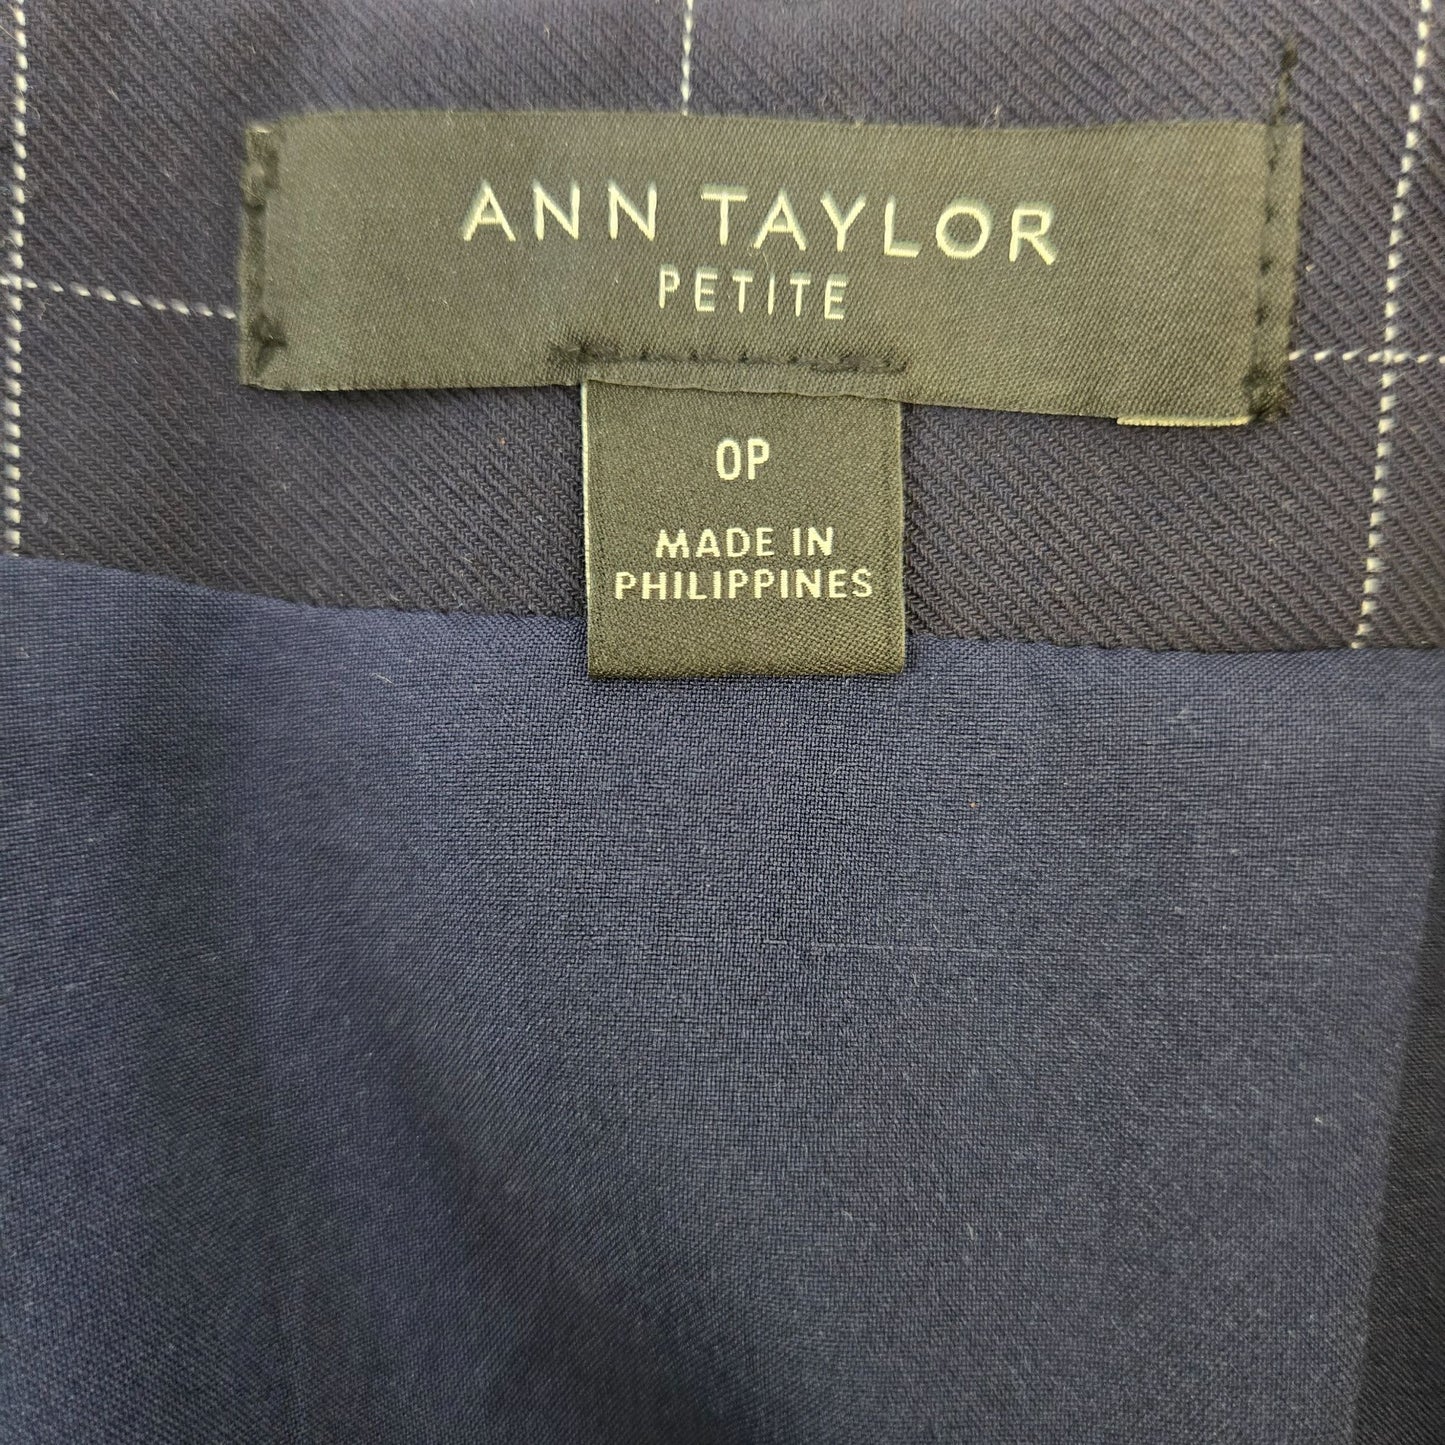 ANN TAYLOR
PETITE
0P
MADE IN
PHILIPPINES